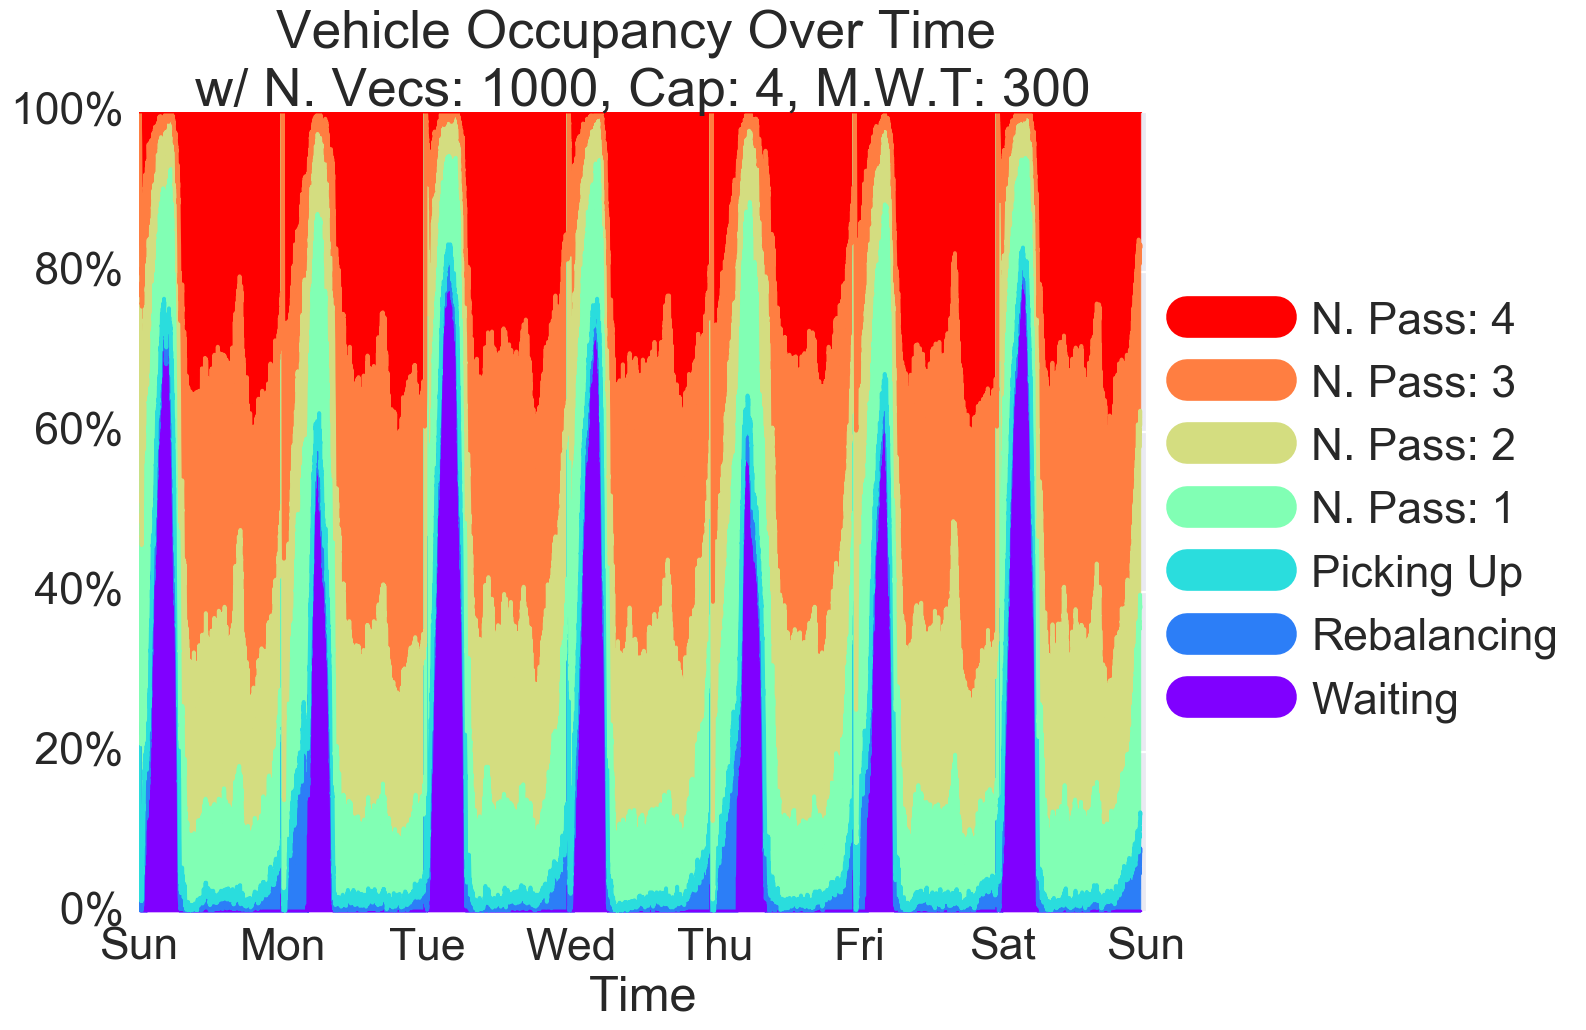 Vehicle Occupancy Over Time
w/ N. Vecs: 1000, Cap: 4, M.W.T: 300
100%
80%
60%
40%
20%
0%
Sun Mon Tue Wed Thu Fri Sat Sun
Time
N. Pass: 4
N. Pass: 3
N. Pass: 2
N. Pass: 1
Picking Up
Rebalancing
Waiting